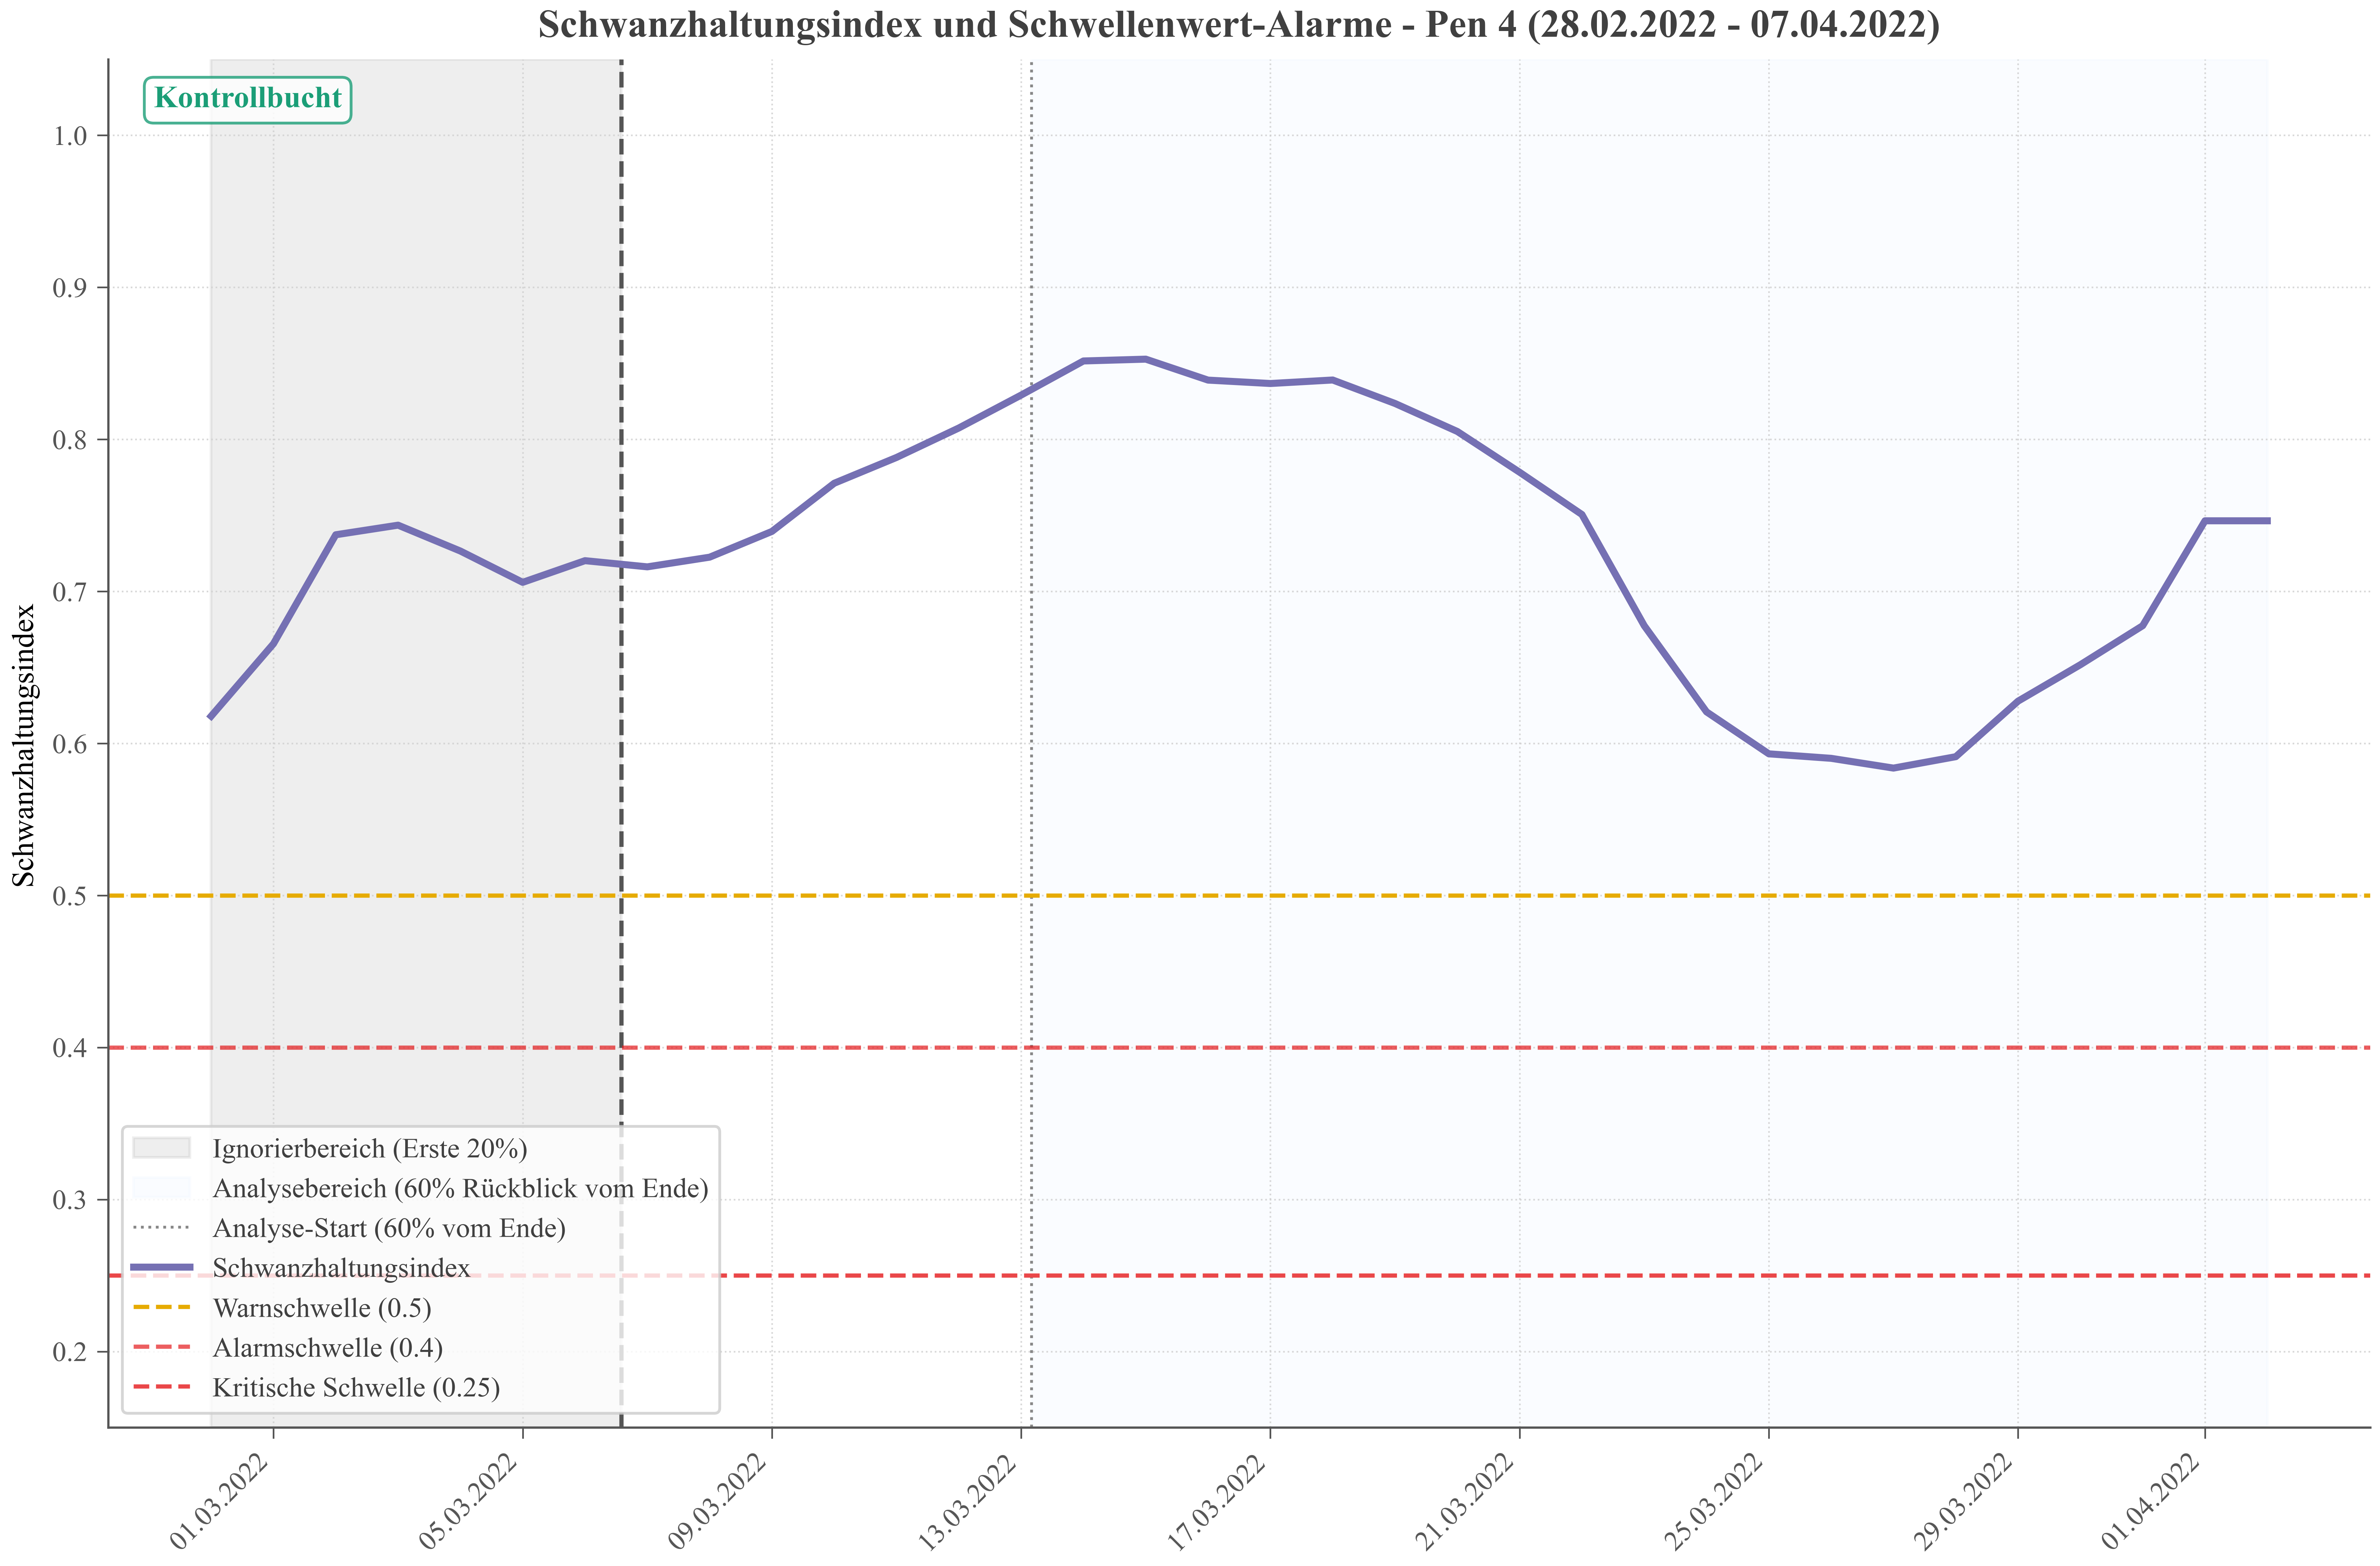 Schwanzhaltungsindex und Schwellenwert-Alarme - Pen 4 (28.02.2022 - 07.04.2022)
Kontrollbucht
1.0
0.9
0.8
0.7
0.6
0.5
0.4
0.3
0.2
Schwanzhaltungsindex
Ignorierbereich (Erste 20%)
Analysebereich (60% Rückblick vom Ende)
Analyse-Start (60% vom Ende)
Schwanzhaltungsindex
Warnschwelle (0.5)
Alarmschwelle (0.4)
Kritische Schwelle (0.25)
01.03.2022
05.03.2022
09.03.2022
13.03.2022
17.03.2022
21.03.2022
25.03.2022
29.03.2022
01.04.2022